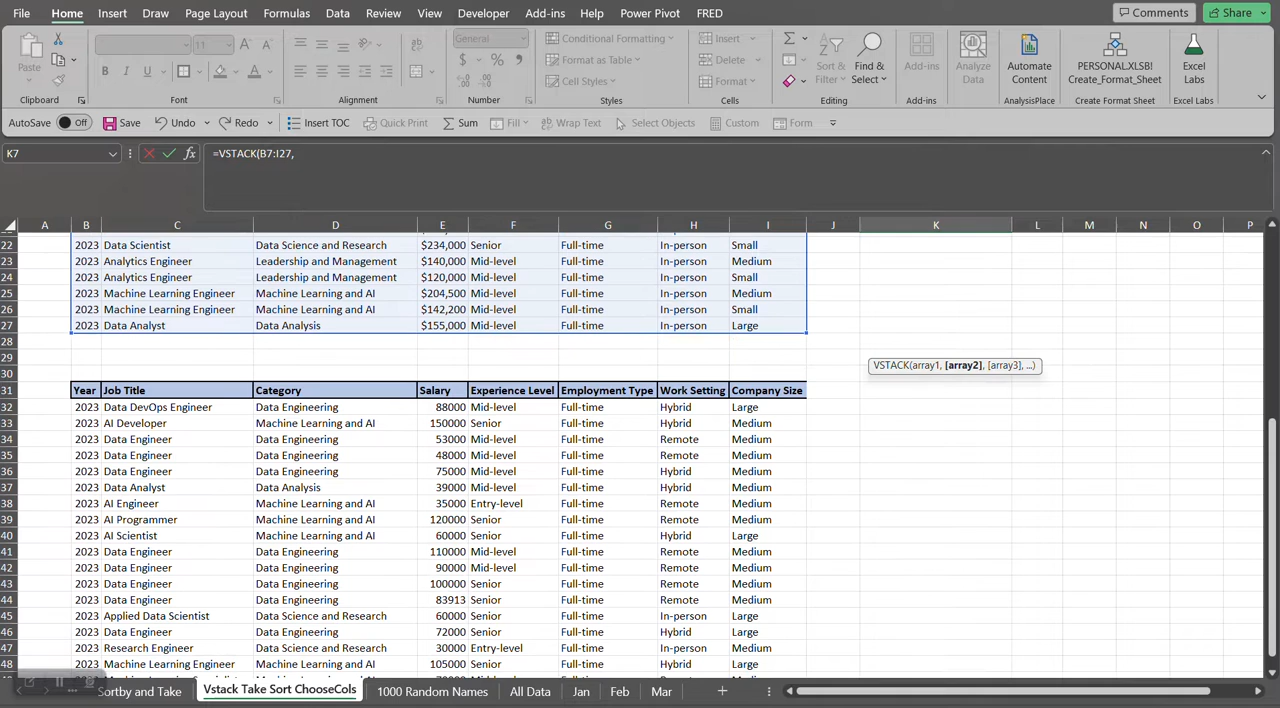 File Home Insert Draw Page Layout Formulas Data Review View Developer Add-ins Help Power Pivot FRED Comments Share
Paste
11
B I U A
General
$ % 9
Conditional Formatting
Format as Table
Cell Styles
Insert
Delete
Format
Sort & Filter
Find & Select
Add-ins
Analyze Data
Automate Content
PERSONAL.XLSB! Create_Format_Sheet
Excel Labs
Clipboard Font Alignment Number Styles Cells Editing Add-ins AnalysisPlace Create Format Sheet Excel Labs
AutoSave Off Save Undo Redo Insert TOC Quick Print Sum Fill Wrap Text Select Objects Custom Form
K7 fx =VSTACK(B7:I27,
A B C D E F G H I J K L M N O P
22 2023 Data Scientist Data Science and Research $234,000 Senior Full-time In-person Small
23 2023 Analytics Engineer Leadership and Management $140,000 Mid-level Full-time In-person Medium
24 2023 Analytics Engineer Leadership and Management $120,000 Mid-level Full-time In-person Small
25 2023 Machine Learning Engineer Machine Learning and AI $204,500 Mid-level Full-time In-person Medium
26 2023 Machine Learning Engineer Machine Learning and AI $142,200 Mid-level Full-time In-person Small
27 2023 Data Analyst Data Analysis $155,000 Mid-level Full-time In-person Large
28
29
VSTACK(array1, [array2], [array3], ...)
30
31 Year Job Title Category Salary Experience Level Employment Type Work Setting Company Size
32 2023 Data DevOps Engineer Data Engineering 88000 Mid-level Full-time Hybrid Large
33 2023 AI Developer Machine Learning and AI 150000 Senior Full-time Hybrid Medium
34 2023 Data Engineer Data Engineering 53000 Mid-level Full-time Remote Medium
35 2023 Data Engineer Data Engineering 48000 Mid-level Full-time Remote Medium
36 2023 Data Engineer Data Engineering 75000 Mid-level Full-time Hybrid Medium
37 2023 Data Analyst Data Analysis 39000 Mid-level Full-time Hybrid Medium
38 2023 AI Engineer Machine Learning and AI 35000 Entry-level Full-time Remote Medium
39 2023 AI Programmer Machine Learning and AI 120000 Senior Full-time Remote Medium
40 2023 AI Scientist Machine Learning and AI 60000 Senior Full-time Hybrid Large
41 2023 Data Engineer Data Engineering 110000 Mid-level Full-time Remote Medium
42 2023 Data Engineer Data Engineering 90000 Mid-level Full-time Remote Medium
43 2023 Data Engineer Data Engineering 100000 Senior Full-time Remote Medium
44 2023 Data Engineer Data Engineering 83913 Senior Full-time Remote Medium
45 2023 Applied Data Scientist Data Science and Research 60000 Senior Full-time In-person Large
46 2023 Data Engineer Data Engineering 72000 Senior Full-time Hybrid Large
47 2023 Research Engineer Data Science and Research 30000 Entry-level Full-time In-person Medium
48 2023 Machine Learning Engineer Machine Learning and AI 105000 Senior Full-time Hybrid Large
Sortby and Take Vstack Take Sort ChooseCols 1000 Random Names All Data Jan Feb Mar